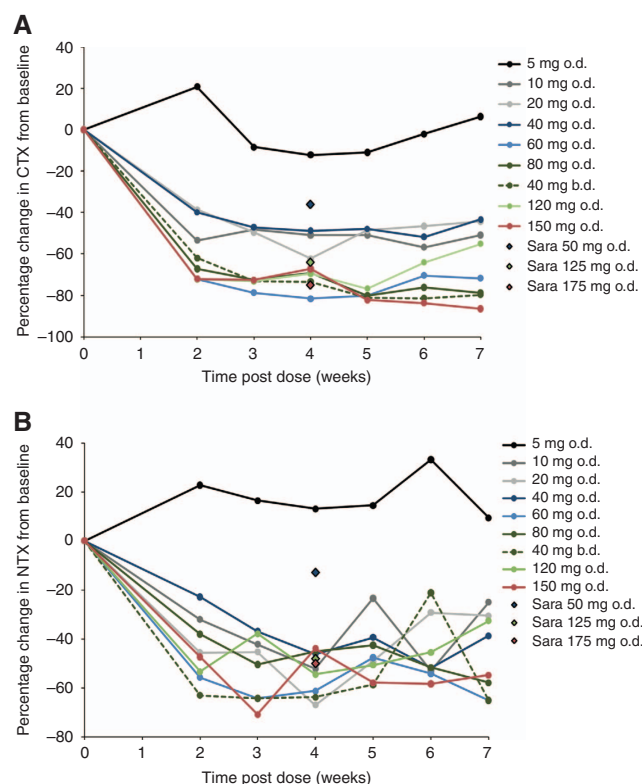 A
Percentage change in CTX from baseline
40
20
0
–20
–40
–60
–80
–100
0 1 2 3 4 5 6 7
Time post dose (weeks)
5 mg o.d.
10 mg o.d.
20 mg o.d.
40 mg o.d.
60 mg o.d.
80 mg o.d.
40 mg b.d.
120 mg o.d.
150 mg o.d.
Sara 50 mg o.d.
Sara 125 mg o.d.
Sara 175 mg o.d.
B
Percentage change in NTX from baseline
40
20
0
–20
–40
–60
–80
0 1 2 3 4 5 6 7
Time post dose (weeks)
5 mg o.d.
10 mg o.d.
20 mg o.d.
40 mg o.d.
60 mg o.d.
80 mg o.d.
40 mg b.d.
120 mg o.d.
150 mg o.d.
Sara 50 mg o.d.
Sara 125 mg o.d.
Sara 175 mg o.d.